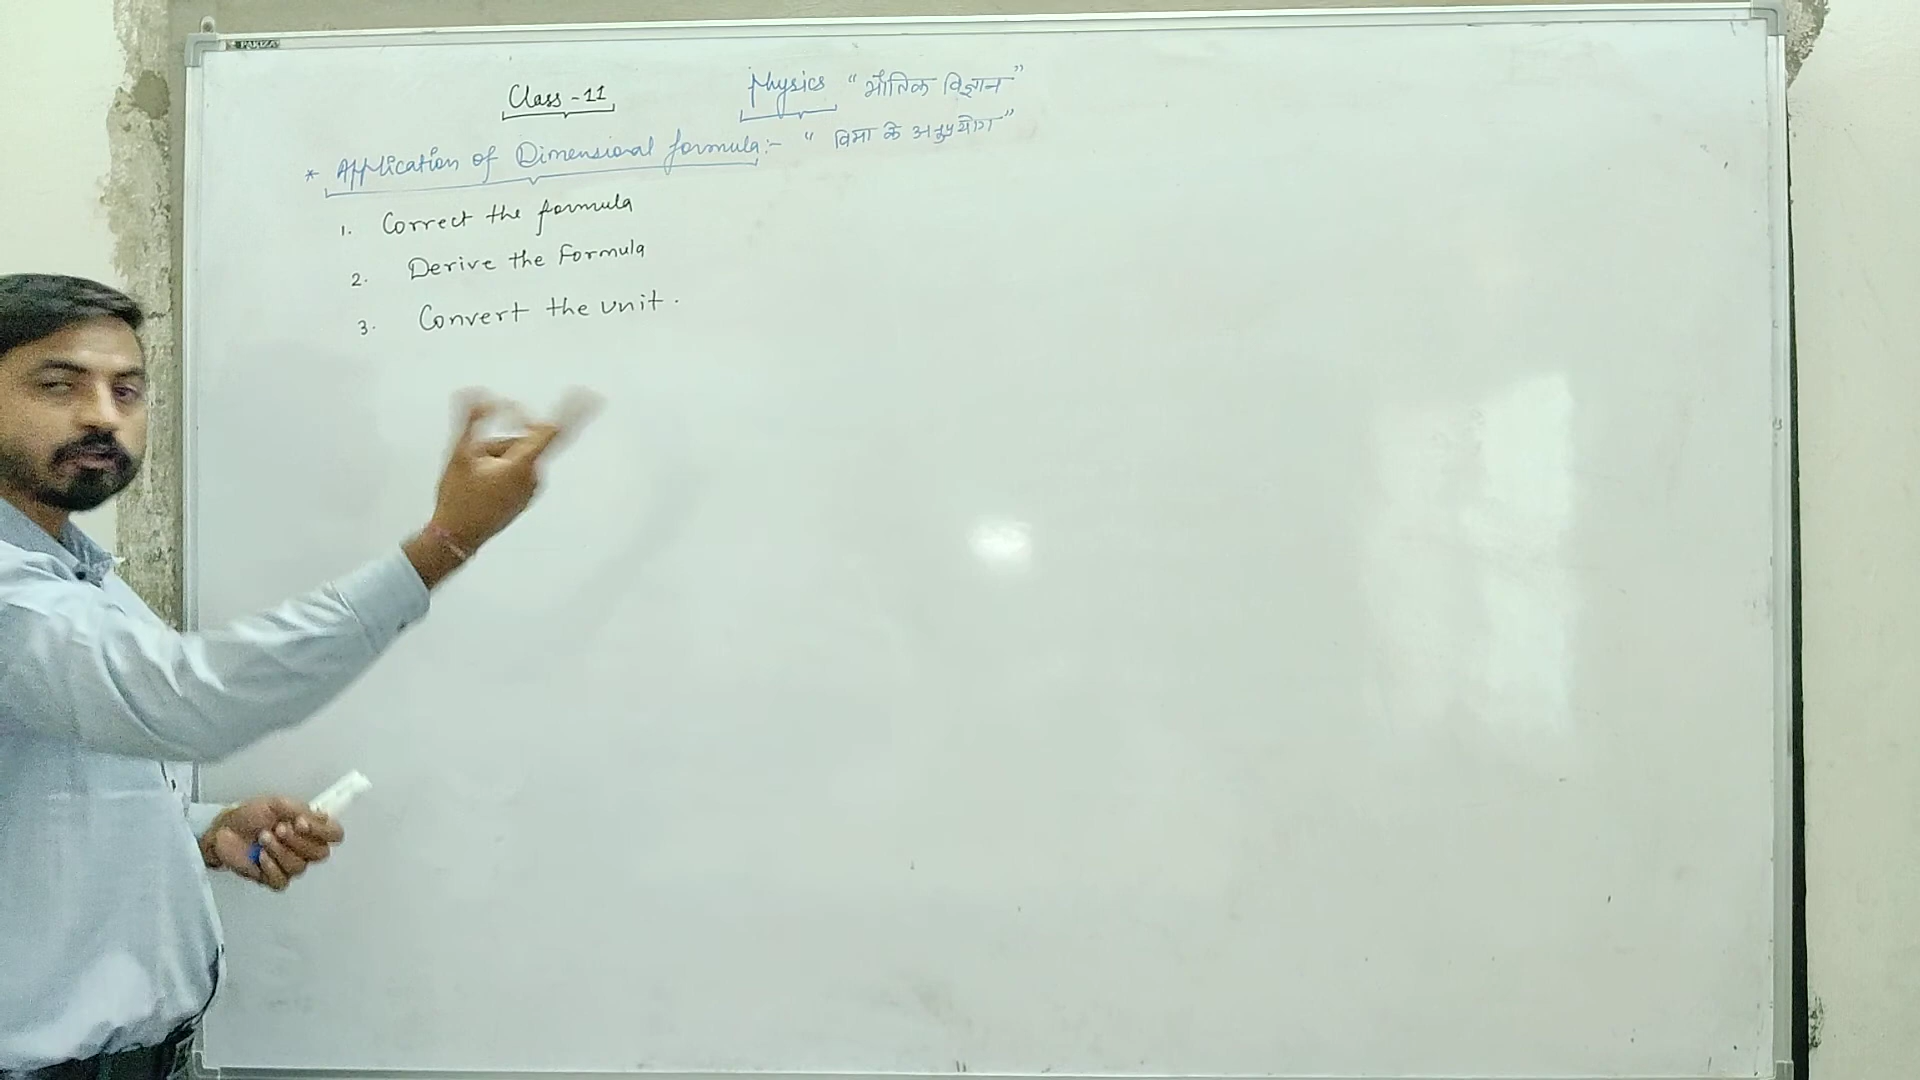 Class - 11 Physics “भौतिक विज्ञान”
* Application of Dimensional formula:- “विमा के अनुप्रयोग”
1. Correct the formula
2. Derive the Formula
3. Convert the unit.